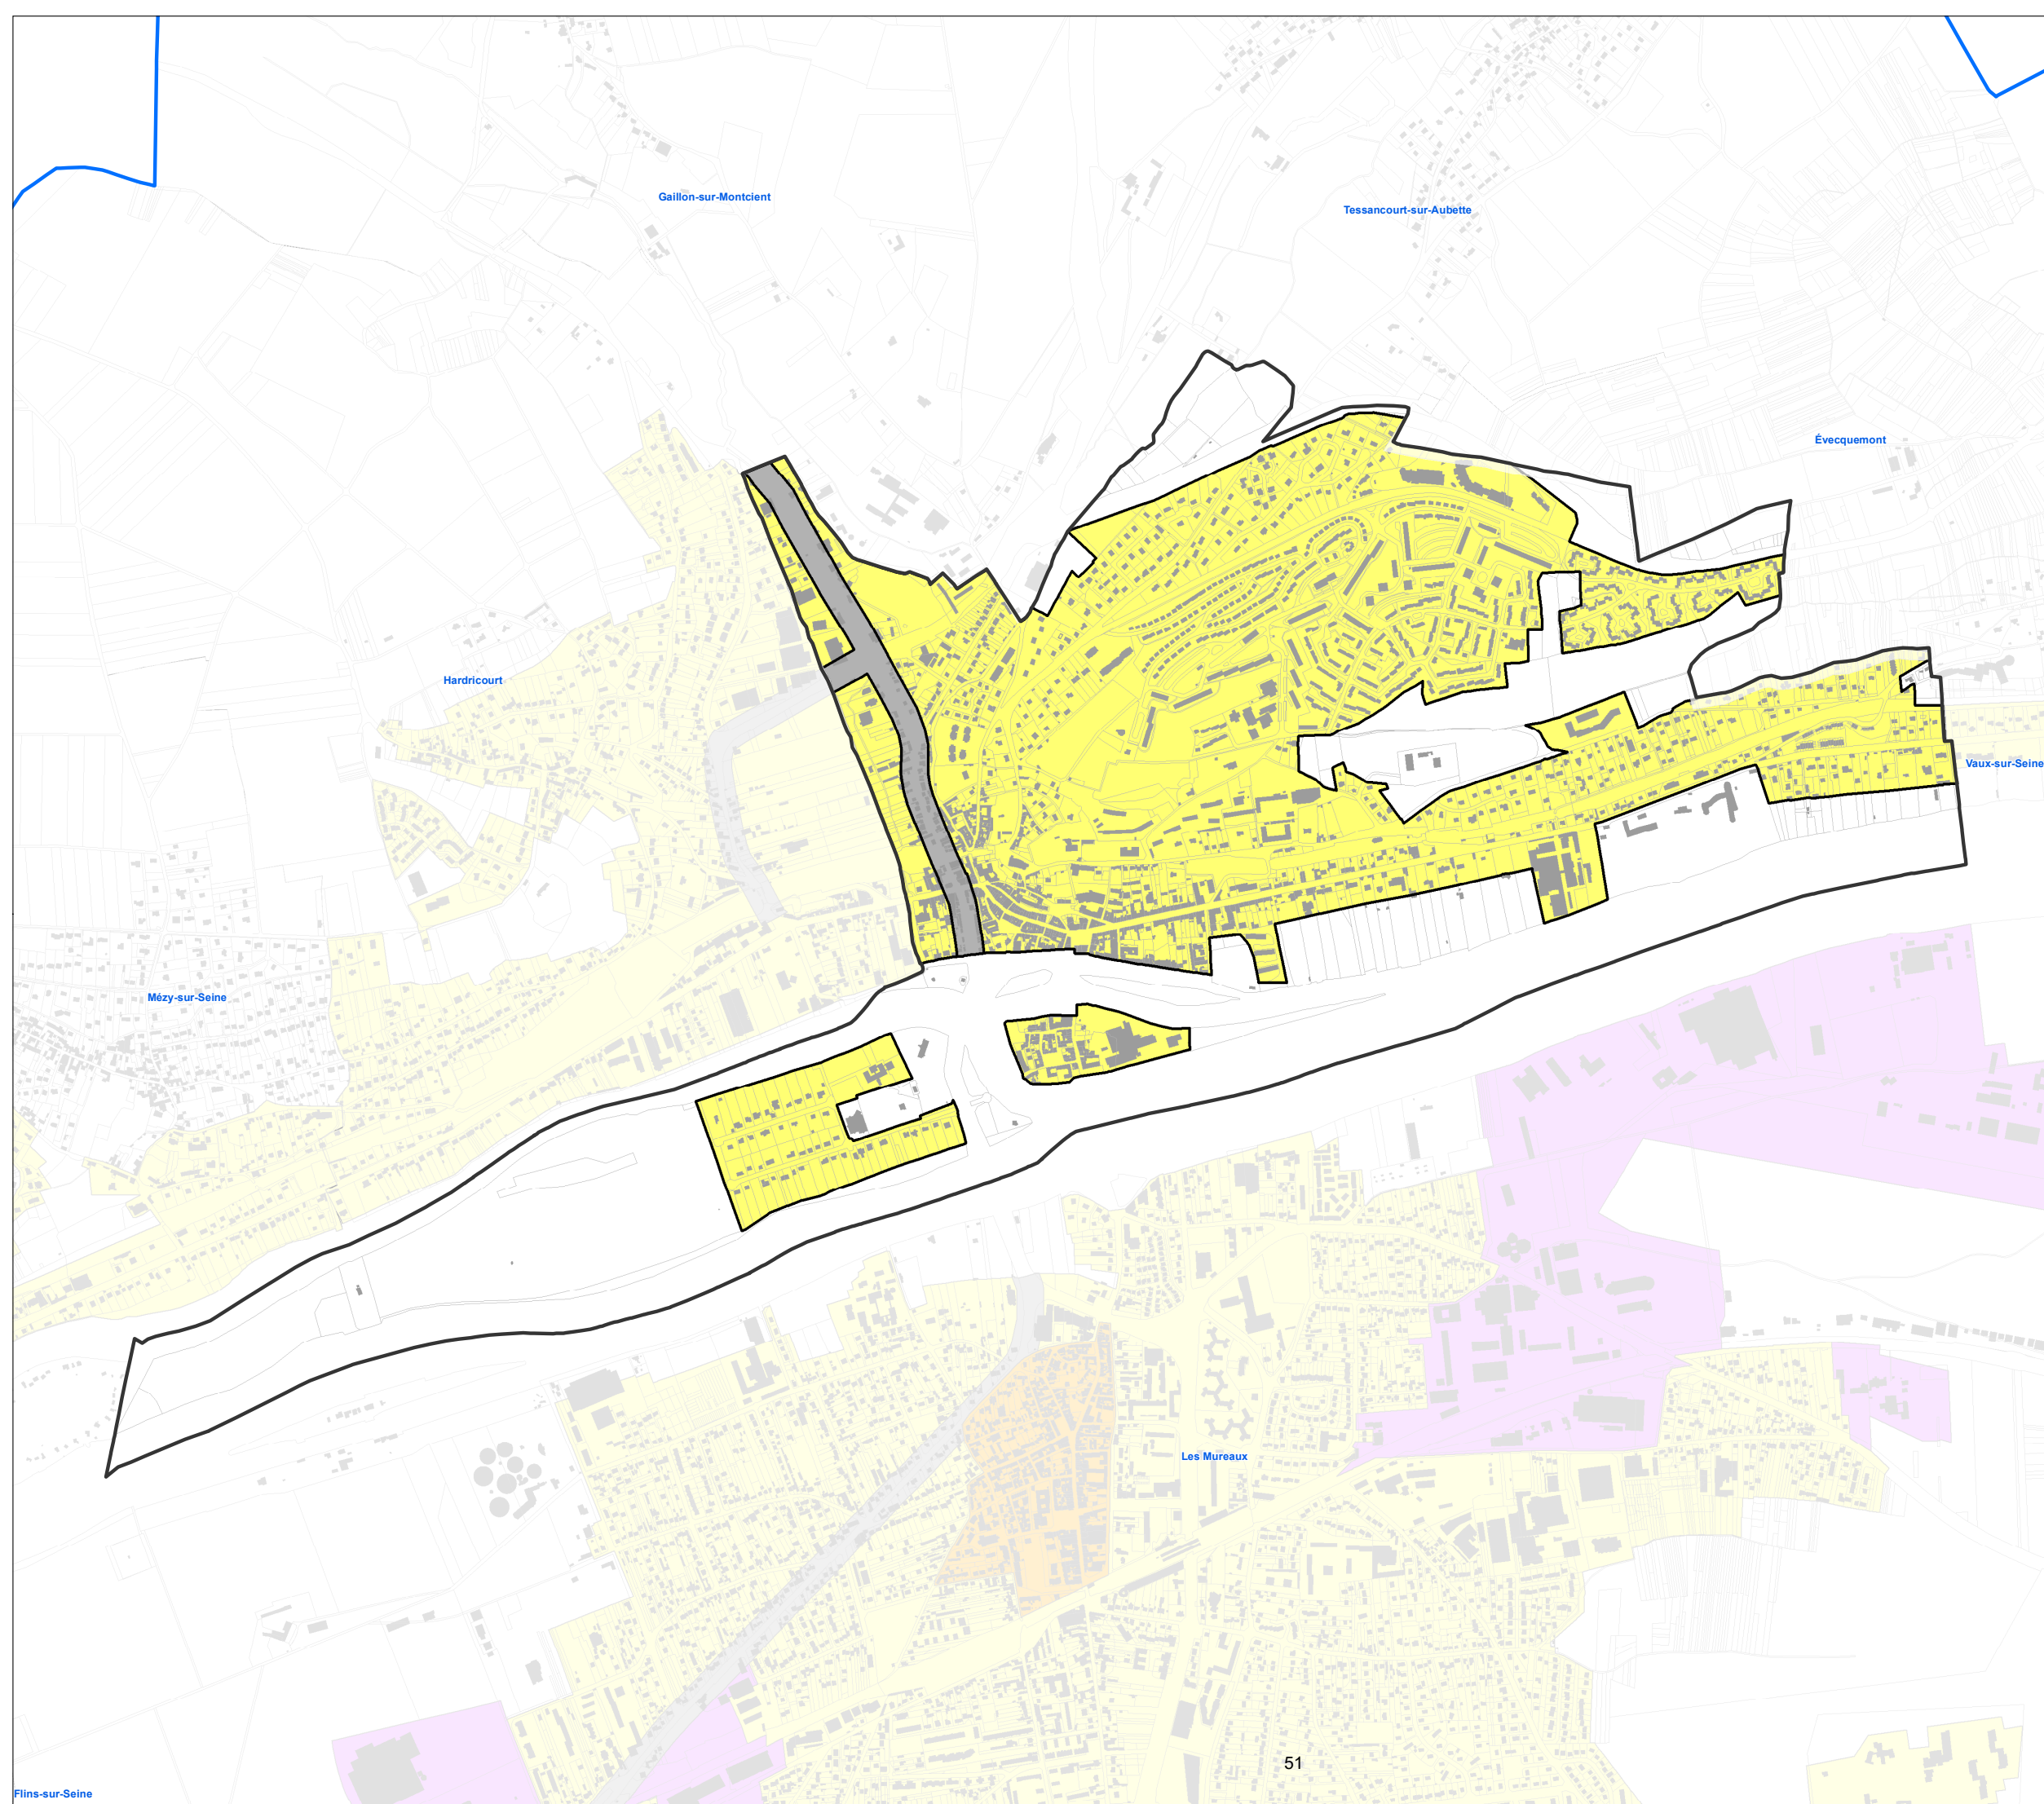 Gaillon-sur-Montcient
Tessancourt-sur-Aubette
Évecquemont
Hardricourt
Vaux-sur-Seine
Mézy-sur-Seine
Les Mureaux
51
Flins-sur-Seine